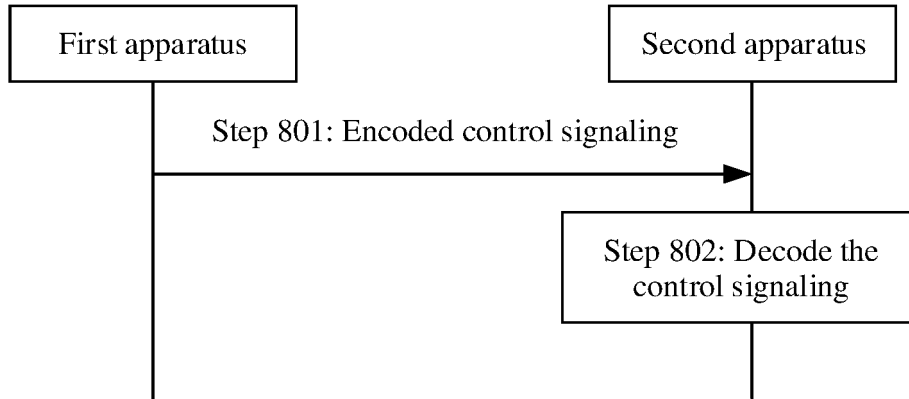 First apparatus
Second apparatus
Step 801: Encoded control signaling
Step 802: Decode the
control signaling